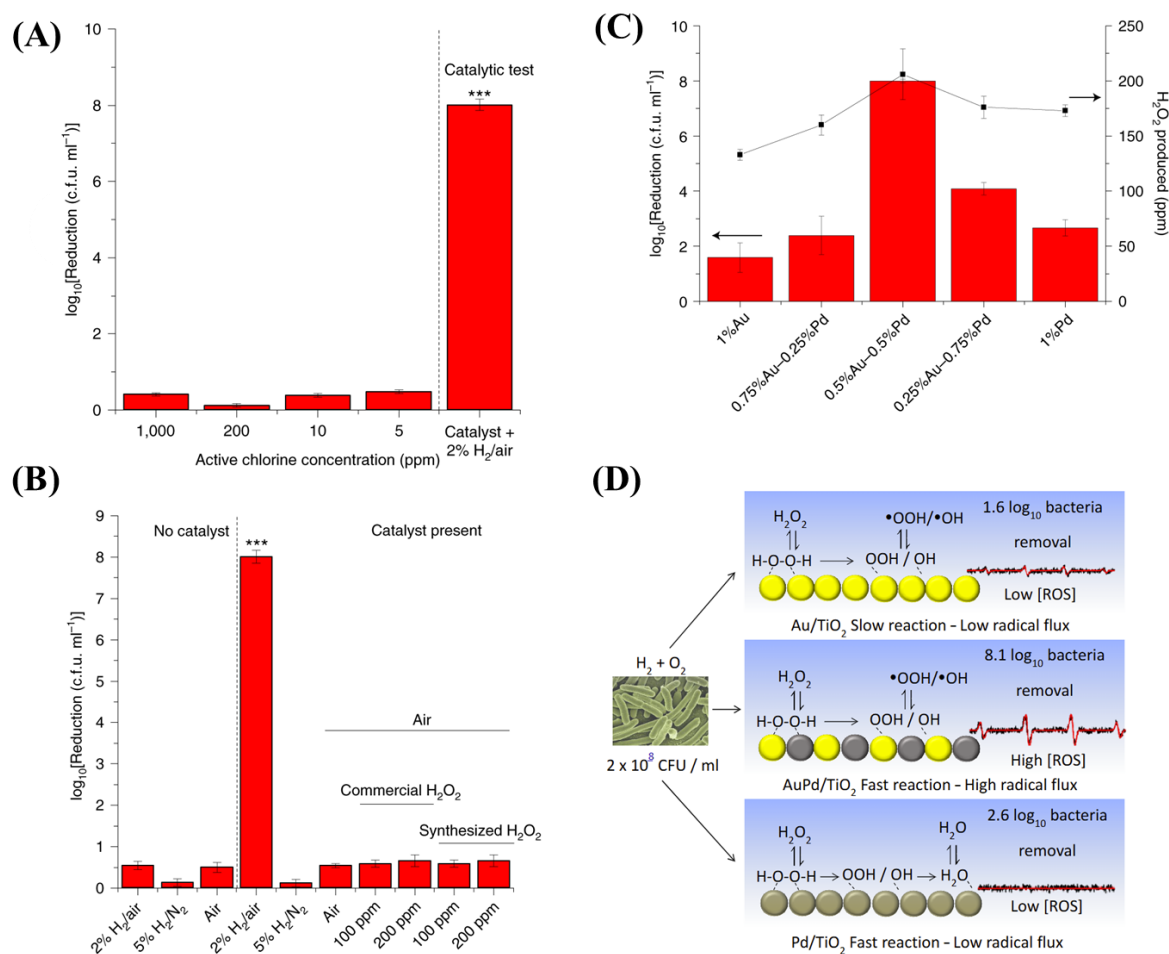 (A)
log10[Reduction (c.f.u. ml−1)]
10
8
6
4
2
0
Catalytic test
***
1,000
200
10
5
Catalyst +
2% H2/air
Active chlorine concentration (ppm)
(B)
log10[Reduction (c.f.u. ml−1)]
9
8
7
6
5
4
3
2
1
0
No catalyst
Catalyst present
***
Air
Commercial H2O2
Synthesized H2O2
2% H2/air
5% H2/N2
Air
2% H2/air
5% H2/N2
Air
100 ppm
200 ppm
100 ppm
200 ppm
(C)
log10[Reduction (c.f.u. ml−1)]
10
8
6
4
2
0
250
200
150
100
50
0
H2O2 produced (ppm)
1%Au
0.75%Au–0.25%Pd
0.5%Au–0.5%Pd
0.25%Au–0.75%Pd
1%Pd
(D)
H2 + O2
2 x 10^8 CFU / ml
H2O2
•OOH/•OH
H-O-O-H
OOH / OH
1.6 log10 bacteria
removal
Low [ROS]
Au/TiO2 Slow reaction – Low radical flux
H2O2
•OOH/•OH
H-O-O-H
OOH / OH
8.1 log10 bacteria
removal
High [ROS]
AuPd/TiO2 Fast reaction – High radical flux
H2O2
H2O
H-O-O-H
OOH / OH
H2O
2.6 log10 bacteria
removal
Low [ROS]
Pd/TiO2 Fast reaction – Low radical flux